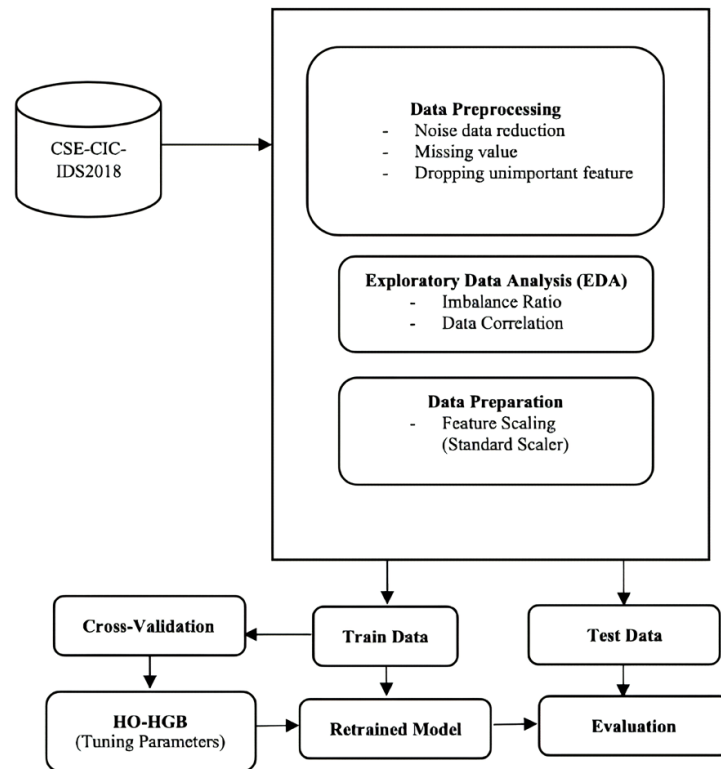 CSE-CIC-
IDS2018
Data Preprocessing
- Noise data reduction
- Missing value
- Dropping unimportant feature
Exploratory Data Analysis (EDA)
- Imbalance Ratio
- Data Correlation
Data Preparation
- Feature Scaling
(Standard Scaler)
Cross-Validation
Train Data
Test Data
HO-HGB
(Tuning Parameters)
Retrained Model
Evaluation